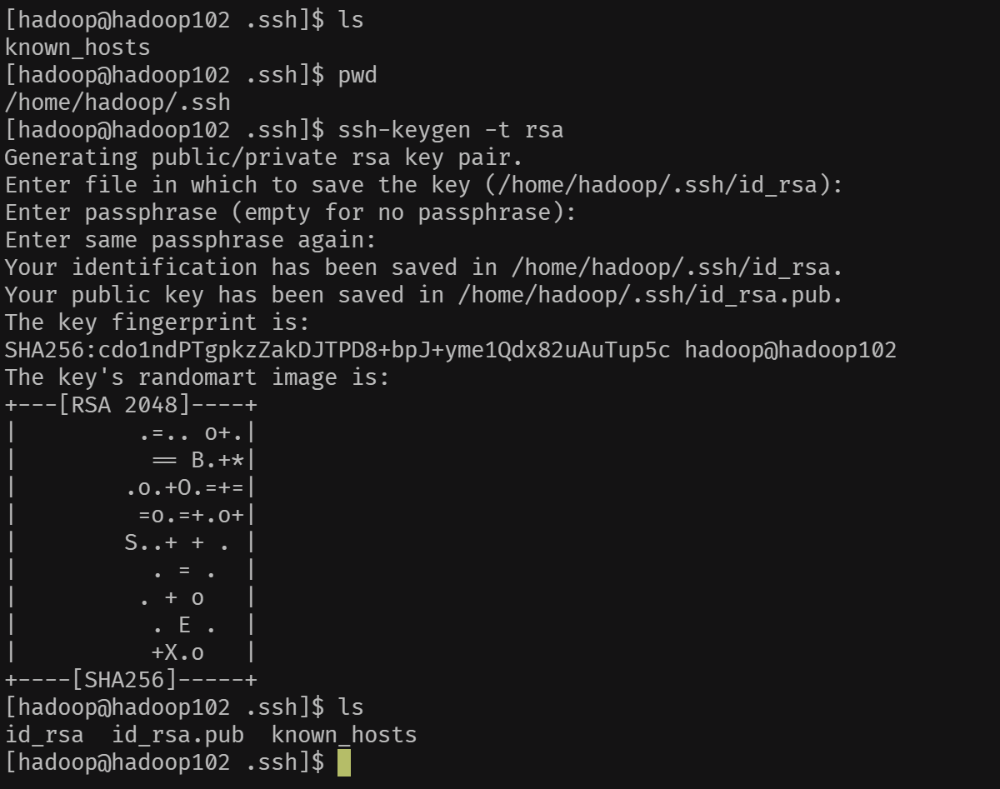 [hadoop@hadoop102 .ssh]$ ls
known_hosts
[hadoop@hadoop102 .ssh]$ pwd
/home/hadoop/.ssh
[hadoop@hadoop102 .ssh]$ ssh-keygen -t rsa
Generating public/private rsa key pair.
Enter file in which to save the key (/home/hadoop/.ssh/id_rsa):
Enter passphrase (empty for no passphrase):
Enter same passphrase again:
Your identification has been saved in /home/hadoop/.ssh/id_rsa.
Your public key has been saved in /home/hadoop/.ssh/id_rsa.pub.
The key fingerprint is:
SHA256:cdo1ndPTgpkzZakDJTPD8+bpJ+yme1Qdx82uAuTup5c hadoop@hadoop102
The key's randomart image is:
+---[RSA 2048]----+
|         .=.. o+.|
|          == B.+*|
|        .o.+O.=+=|
|         =o.=+.o+|
|        S..+ + . |
|          . = .  |
|         . + o   |
|          . E .  |
|          +X.o   |
+----[SHA256]-----+
[hadoop@hadoop102 .ssh]$ ls
id_rsa  id_rsa.pub  known_hosts
[hadoop@hadoop102 .ssh]$